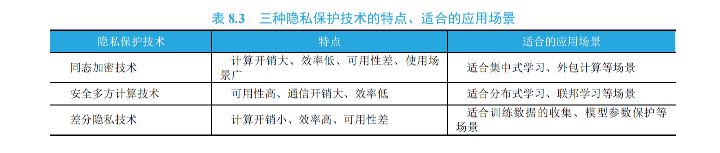 表 8.3 三种隐私保护技术的特点、适合的应用场景
隐私保护技术 特点 适合的应用场景
同态加密技术 计算开销大、效率低、可用性差、使用场景广 适合集中式学习、外包计算等场景
安全多方计算技术 可用性高、通信开销大、效率低 适合分布式学习、联邦学习等场景
差分隐私技术 计算开销小、效率高、可用性差 适合训练数据的收集、模型参数保护等场景